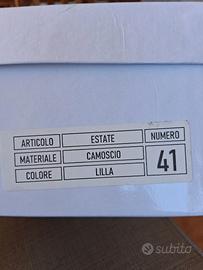 ARTICOLO ESTATE NUMERO
MATERIALE CAMOSCIO 41
COLORE LILLA
subito